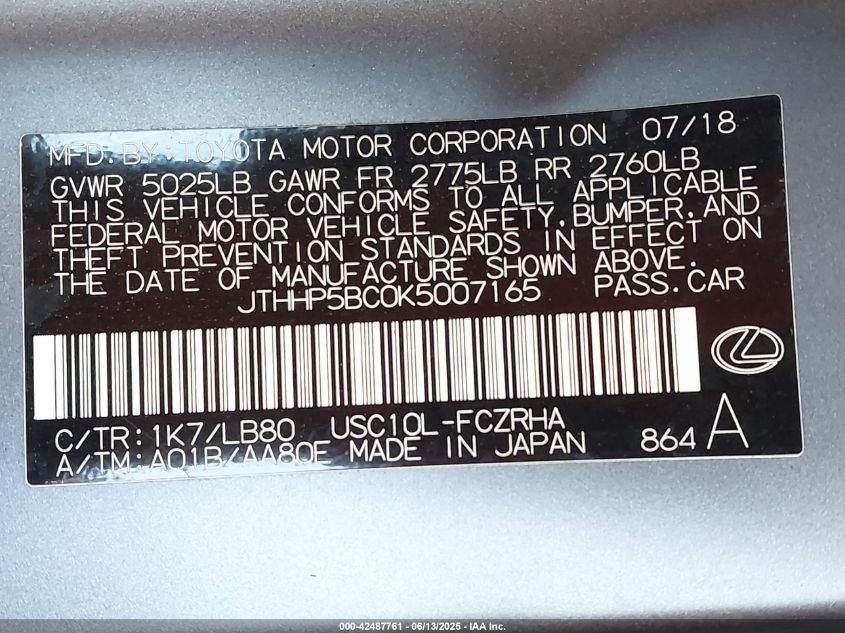 MFD.BY:TOYOTA MOTOR CORPORATION 07/18
GVWR 5025LB GAWR FR 2775LB RR 2760LB
THIS VEHICLE CONFORMS TO ALL APPLICABLE
FEDERAL MOTOR VEHICLE SAFETY,BUMPER,AND
THEFT PREVENTION STANDARDS IN EFFECT ON
THE DATE OF MANUFACTURE SHOWN ABOVE.
JTHHP5BC0K5007165 PASS.CAR
C/TR:1K7/LB80 USC10L-FCZRHA
A/TM:A01B/AA80E MADE IN JAPAN 864 A
000-42487761 - 06/13/2025 - IAA Inc.